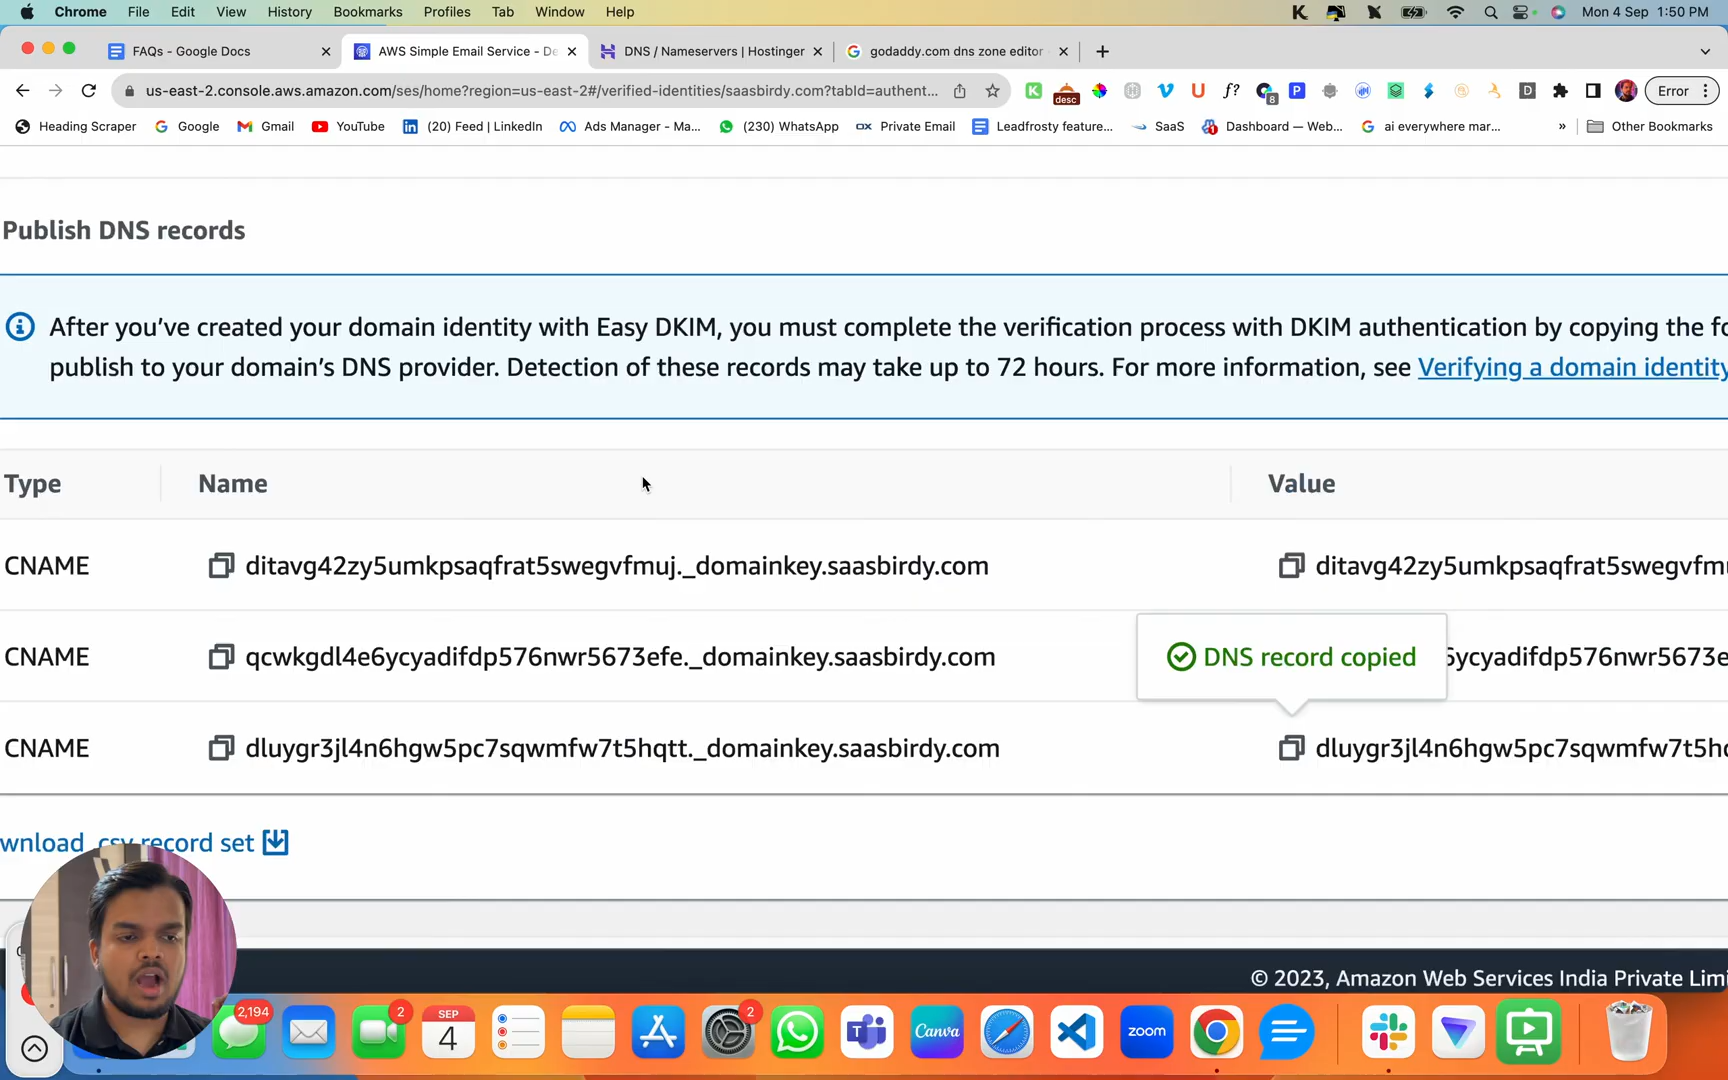 Chrome File Edit View History Bookmarks Profiles Tab Window Help Mon 4 Sep 1:50 PM
FAQs - Google Docs AWS Simple Email Service - De DNS / Nameservers | Hostinger godaddy.com dns zone editor
us-east-2.console.aws.amazon.com/ses/home?region=us-east-2#/verified-identities/saasbirdy.com?tabId=authent... desc f? 8 P D Error
Heading Scraper Google Gmail YouTube (20) Feed | LinkedIn Ads Manager - Ma... (230) WhatsApp Private Email Leadfrosty feature... SaaS Dashboard — Web... ai everywhere mar... » Other Bookmarks
Publish DNS records
After you’ve created your domain identity with Easy DKIM, you must complete the verification process with DKIM authentication by copying the fo
publish to your domain’s DNS provider. Detection of these records may take up to 72 hours. For more information, see Verifying a domain identity
Type Name Value
CNAME ditavg42zy5umkpsaqfrat5swegvfmuj._domainkey.saasbirdy.com ditavg42zy5umkpsaqfrat5swegvfmu
CNAME qcwkgdl4e6ycyadifdp576nwr5673efe._domainkey.saasbirdy.com DNS record copied 6ycyadifdp576nwr5673e
CNAME dluygr3jl4n6hgw5pc7sqwmfw7t5hqtt._domainkey.saasbirdy.com dluygr3jl4n6hgw5pc7sqwmfw7t5h
wnload .csv record set
© 2023, Amazon Web Services India Private Limi
2,194 2 SEP 4 2 Canva zoom